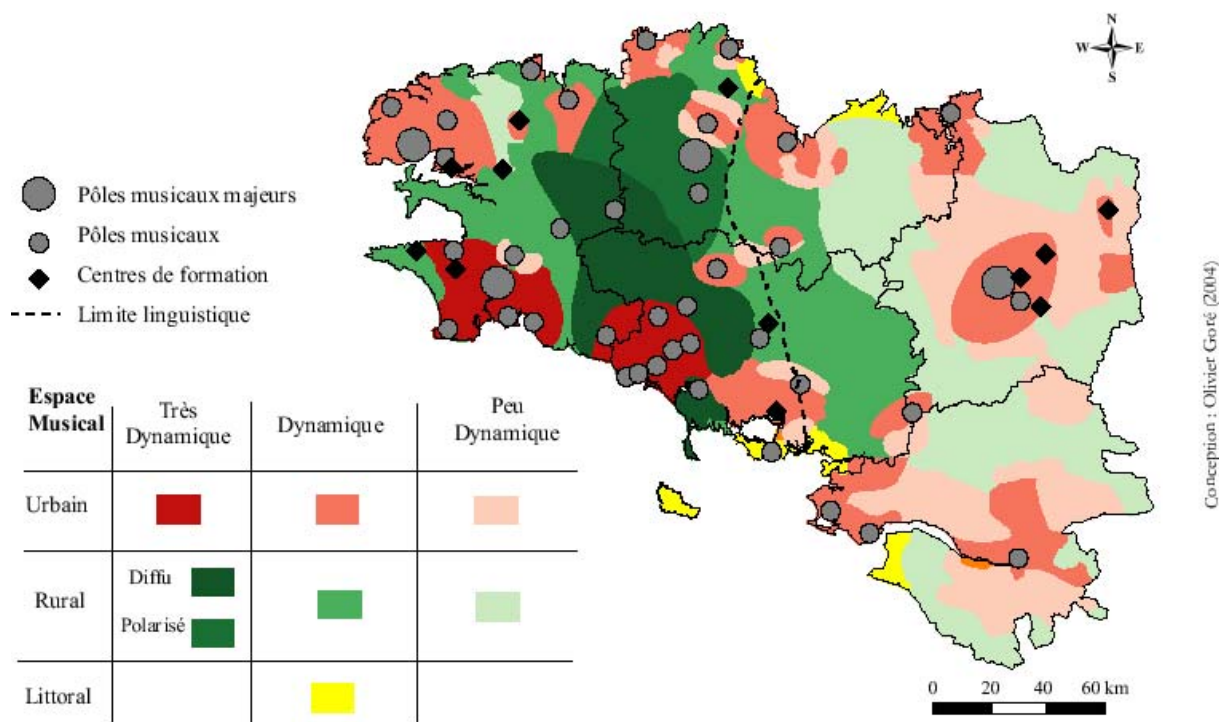 N
W E
S
Pôles musicaux majeurs
Pôles musicaux
Centres de formation
Limite linguistique
Espace
Musical
Très
Dynamique
Dynamique
Peu
Dynamique
Urbain
Rural
Diffu
Polarisé
Littoral
0 20 40 60 km
Conception : Olivier Goré (2004)